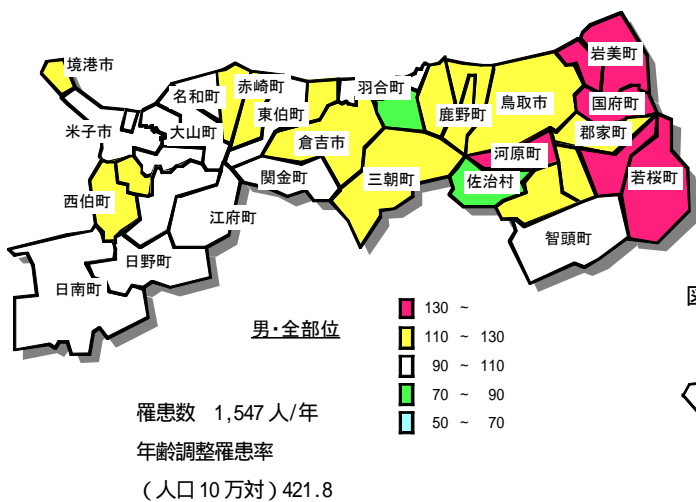 岩美町
境港市
赤崎町
羽合町
名和町
鳥取市
国府町
東伯町
鹿野町
米子市
大山町
郡家町
倉吉市
河原町
関金町
三朝町
佐治村
若桜町
西伯町
江府町
智頭町
日野町
日南町
男・全部位
130 ~
110 ~ 130
90 ~ 110
70 ~ 90
50 ~ 70
罹患数 1,547 人/年
年齢調整罹患率
(人口10万対)421.8